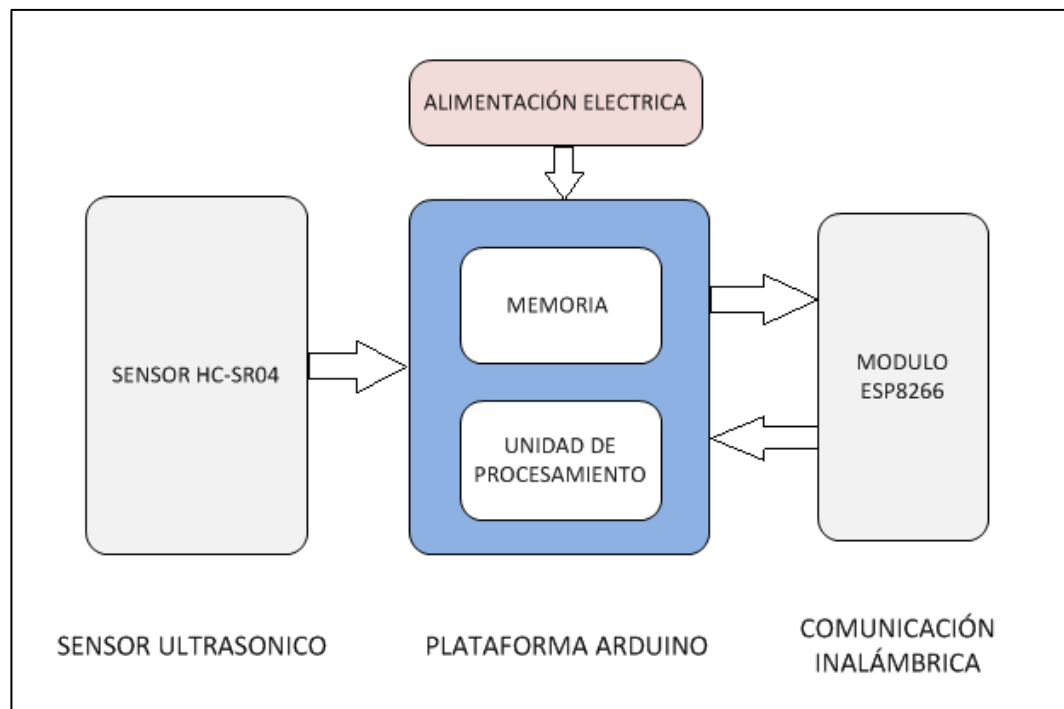 ALIMENTACIÓN ELECTRICA
SENSOR HC-SR04
MEMORIA
UNIDAD DE
PROCESAMIENTO
MODULO
ESP8266
SENSOR ULTRASONICO
PLATAFORMA ARDUINO
COMUNICACIÓN
INALÁMBRICA